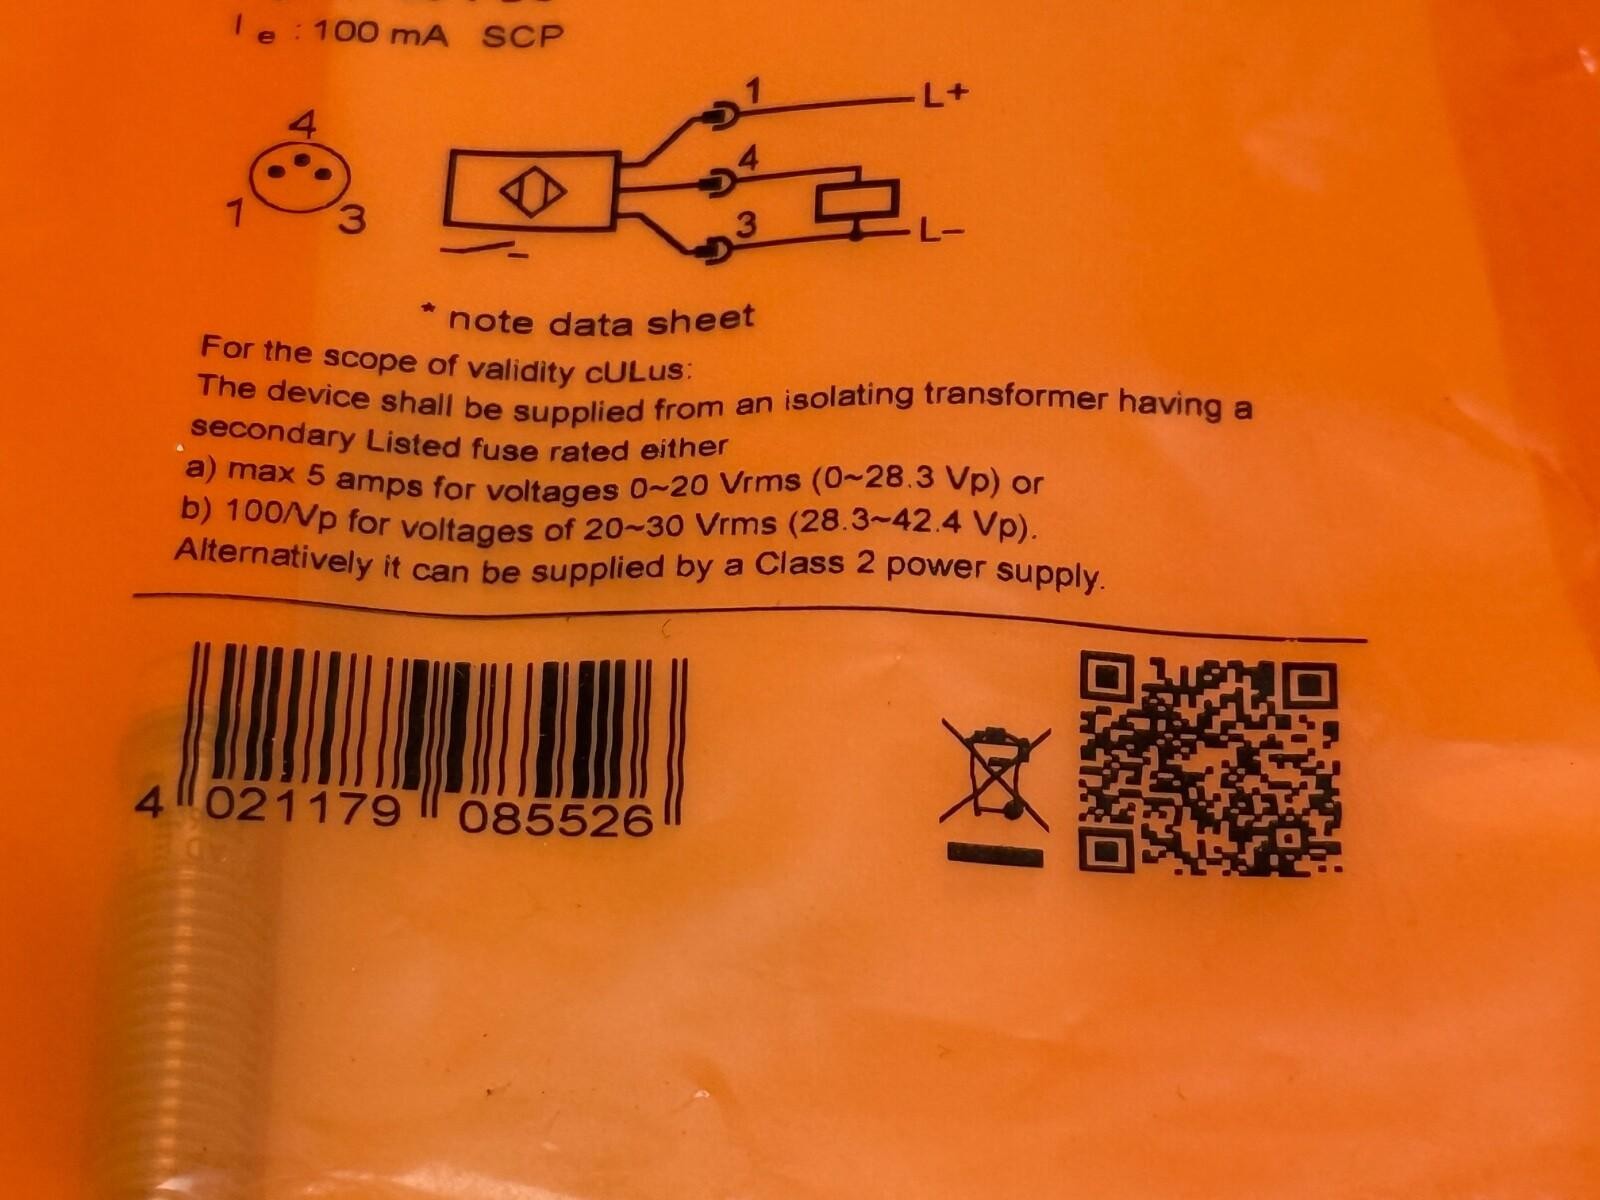 I e : 100 mA SCP
4
1
3
1
L+
4
3
L–
* note data sheet
For the scope of validity cULus:
The device shall be supplied from an isolating transformer having a
secondary Listed fuse rated either
a) max 5 amps for voltages 0~20 Vrms (0~28.3 Vp) or
b) 100/Vp for voltages of 20~30 Vrms (28.3~42.4 Vp).
Alternatively it can be supplied by a Class 2 power supply.
4 021179 085526